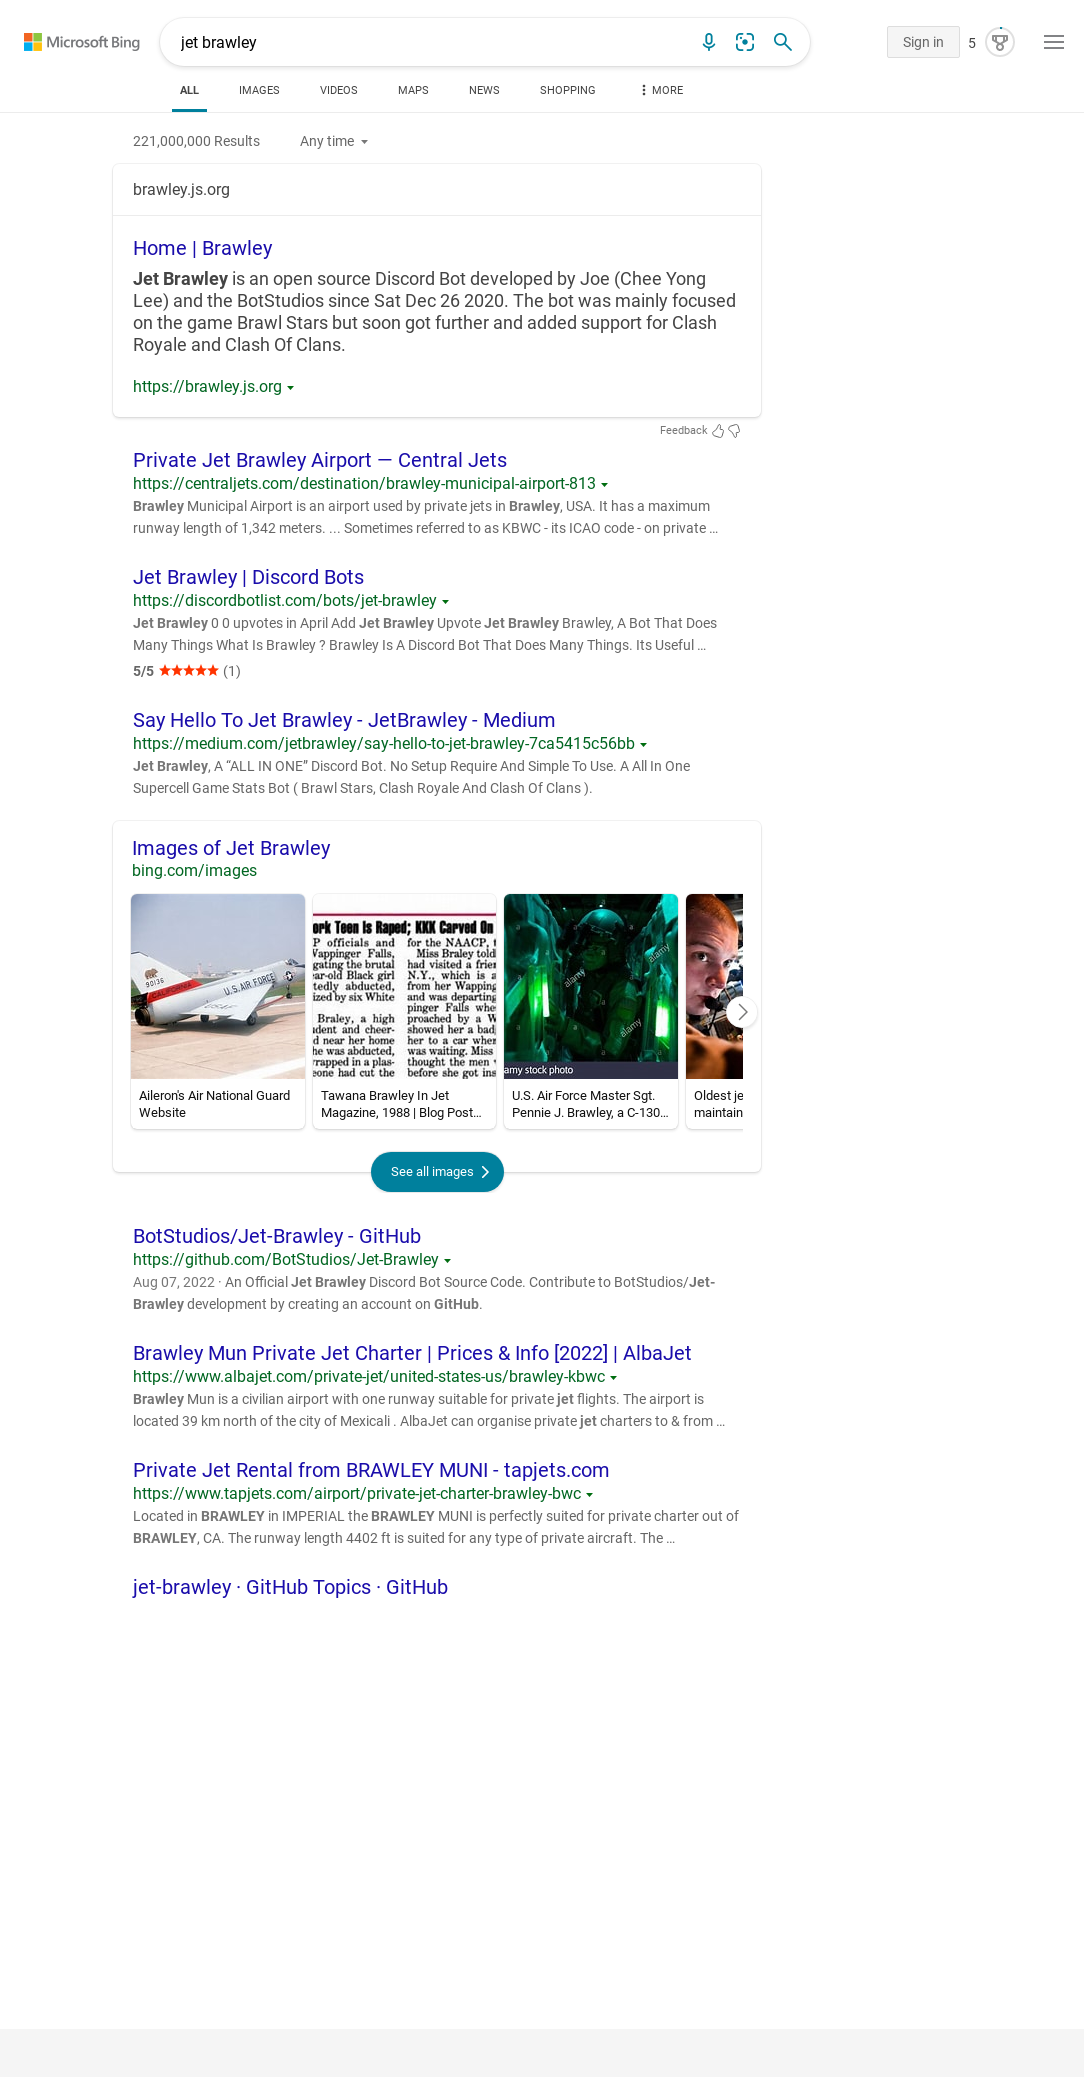 Microsoft Bing
jet brawley
Sign in
5
ALL
IMAGES
VIDEOS
MAPS
NEWS
SHOPPING
MORE
221,000,000 Results
Any time
brawley.js.org
Home | Brawley
Jet Brawley is an open source Discord Bot developed by Joe (Chee Yong
Lee) and the BotStudios since Sat Dec 26 2020. The bot was mainly focused
on the game Brawl Stars but soon got further and added support for Clash
Royale and Clash Of Clans.
https://brawley.js.org
Feedback
Private Jet Brawley Airport — Central Jets
https://centraljets.com/destination/brawley-municipal-airport-813
Brawley Municipal Airport is an airport used by private jets in Brawley, USA. It has a maximum
runway length of 1,342 meters. ... Sometimes referred to as KBWC - its ICAO code - on private …
Jet Brawley | Discord Bots
https://discordbotlist.com/bots/jet-brawley
Jet Brawley 0 0 upvotes in April Add Jet Brawley Upvote Jet Brawley Brawley, A Bot That Does
Many Things What Is Brawley ? Brawley Is A Discord Bot That Does Many Things. Its Useful …
5/5 ★★★★★ (1)
Say Hello To Jet Brawley - JetBrawley - Medium
https://medium.com/jetbrawley/say-hello-to-jet-brawley-7ca5415c56bb
Jet Brawley, A “ALL IN ONE” Discord Bot. No Setup Require And Simple To Use. A All In One
Supercell Game Stats Bot ( Brawl Stars, Clash Royale And Clash Of Clans ).
Images of Jet Brawley
bing.com/images
90136
CALIFORNIA
U.S. AIR FORCE
USAF
ork Teen Is Raped; KKK Carved On
P officials and
Wappinger Falls,
gating the brutal
ear-old Black girl
tedly abducted,
ized by six White
Braley, a high
dent and cheer-
d near her home
he was abducted,
rapped in a plas-
eone had cut the
for the NAACP, t
Miss Braley told
had visited a frier
N.Y., which is a
from her Wapping
and was departing
pinger Falls when
proached by a W
showed her a bad
her to a car wher
was waiting. Miss
thought the men
before she got ins
alamy
alamy
alamy
amy stock photo
Aileron's Air National Guard
Website
Tawana Brawley In Jet
Magazine, 1988 | Blog Post…
U.S. Air Force Master Sgt.
Pennie J. Brawley, a C-130…
Oldest je
maintain
See all images
BotStudios/Jet-Brawley - GitHub
https://github.com/BotStudios/Jet-Brawley
Aug 07, 2022 · An Official Jet Brawley Discord Bot Source Code. Contribute to BotStudios/Jet-
Brawley development by creating an account on GitHub.
Brawley Mun Private Jet Charter | Prices & Info [2022] | AlbaJet
https://www.albajet.com/private-jet/united-states-us/brawley-kbwc
Brawley Mun is a civilian airport with one runway suitable for private jet flights. The airport is
located 39 km north of the city of Mexicali . AlbaJet can organise private jet charters to & from …
Private Jet Rental from BRAWLEY MUNI - tapjets.com
https://www.tapjets.com/airport/private-jet-charter-brawley-bwc
Located in BRAWLEY in IMPERIAL the BRAWLEY MUNI is perfectly suited for private charter out of
BRAWLEY, CA. The runway length 4402 ft is suited for any type of private aircraft. The …
jet-brawley · GitHub Topics · GitHub